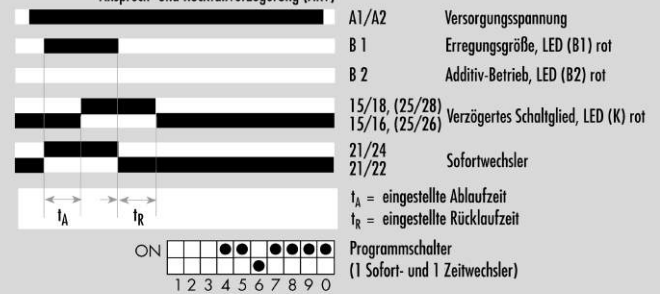 A1/A2 Versorgungsspannung
B 1 Erregungsgröße, LED (B1) rot
B 2 Additiv-Betrieb, LED (B2) rot
15/18, (25/28)
15/16, (25/26) Verzögertes Schaltglied, LED (K) rot
21/24
21/22 Sofortwechsler
tA = eingestellte Ablaufzeit
tR = eingestellte Rücklaufzeit
tA tR
ON Programmschalter
(1 Sofort- und 1 Zeitwechsler)
1 2 3 4 5 6 7 8 9 0